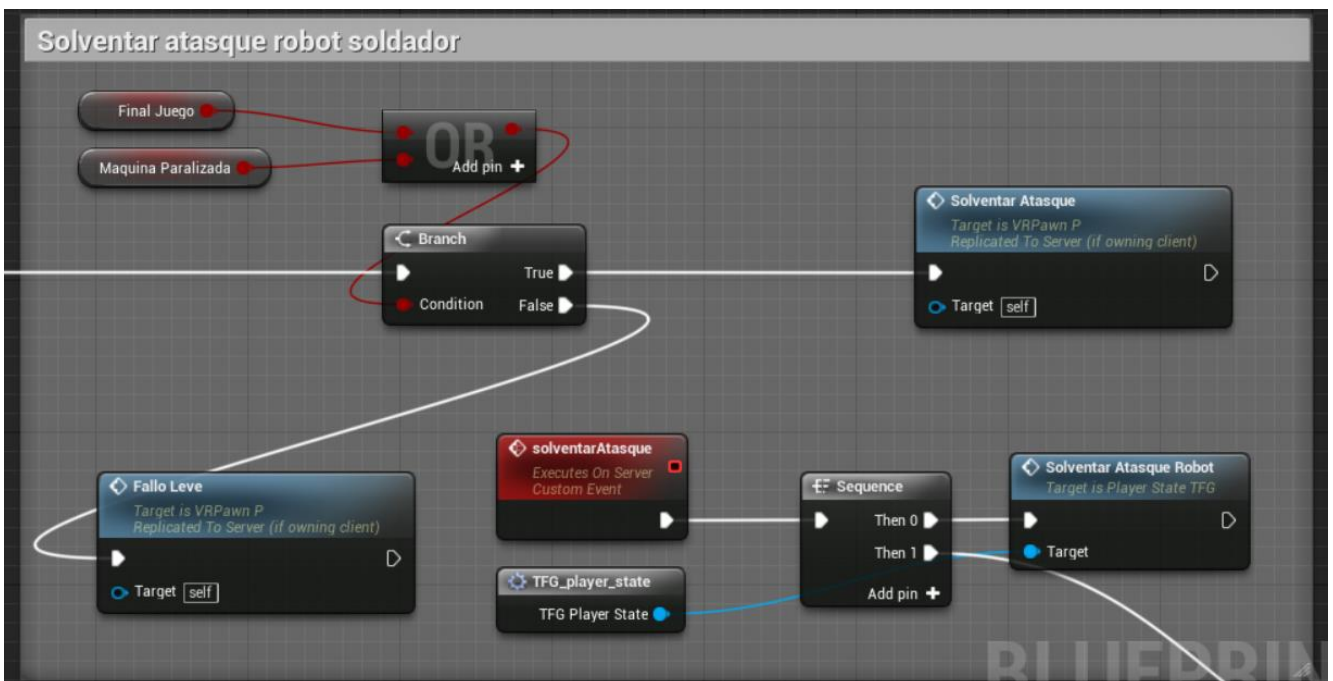 Solventar atasque robot soldador
Final Juego
OR
Add pin
Maquina Paralizada
Branch
True
Condition
False
Solventar Atasque
Target is VRPawn P
Replicated To Server (if owning client)
Target self
Fallo Leve
Target is VRPawn P
Replicated To Server (if owning client)
Target self
solventarAtasque
Executes On Server
Custom Event
TFG_player_state
TFG Player State
Sequence
Then 0
Then 1
Add pin
Solventar Atasque Robot
Target is Player State TFG
Target
BLUEPRIN